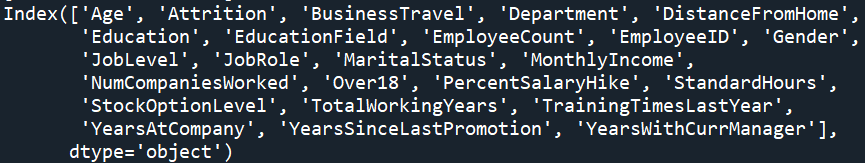 Index(['Age', 'Attrition', 'BusinessTravel', 'Department', 'DistanceFromHome',
'Education', 'EducationField', 'EmployeeCount', 'EmployeeID', 'Gender',
'JobLevel', 'JobRole', 'MaritalStatus', 'MonthlyIncome',
'NumCompaniesWorked', 'Over18', 'PercentSalaryHike', 'StandardHours',
'StockOptionLevel', 'TotalWorkingYears', 'TrainingTimesLastYear',
'YearsAtCompany', 'YearsSinceLastPromotion', 'YearsWithCurrManager'],
dtype='object')